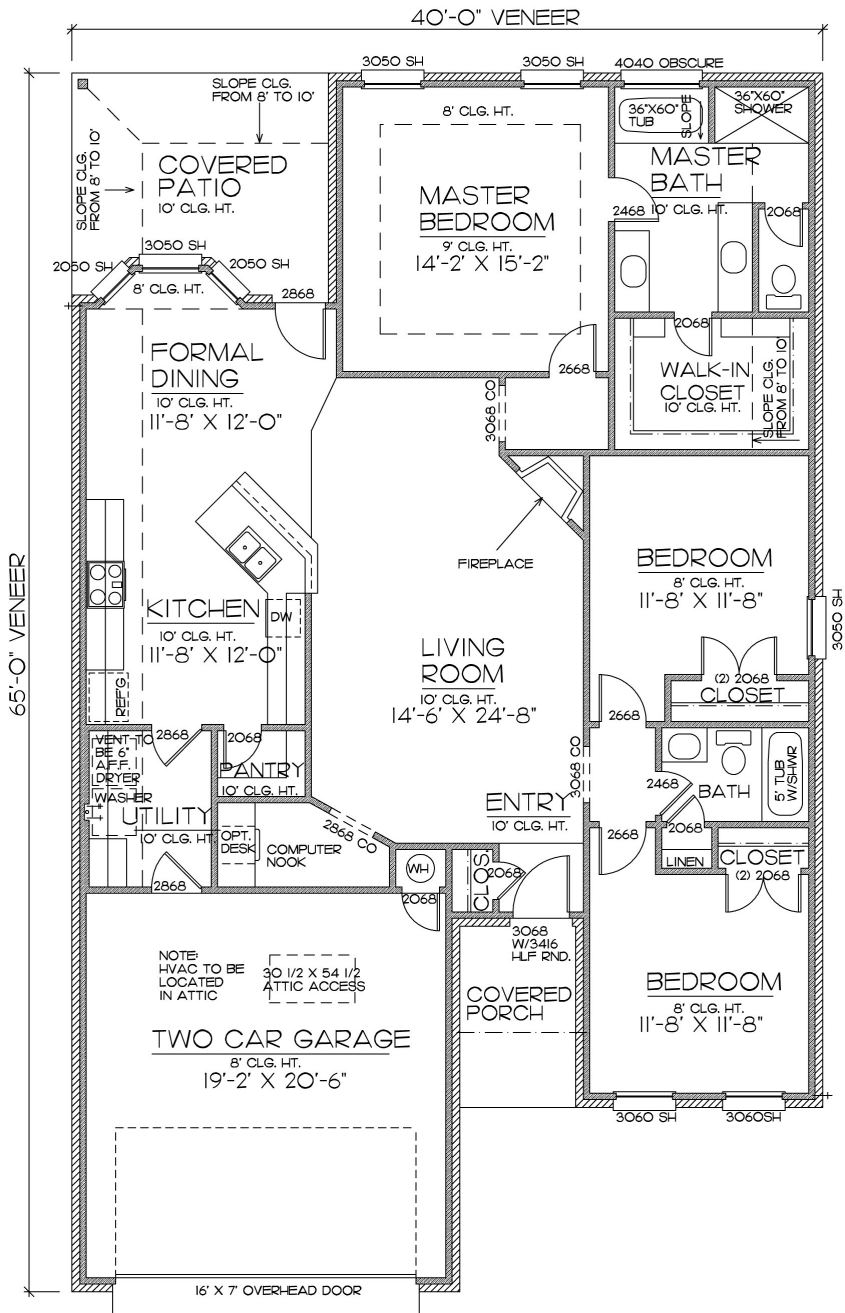 40'-0" VENEER
65'-0" VENEER
3050 SH
3050 SH
4040 OBSCURE
SLOPE CLG.
FROM 8' TO 10'
SLOPE CLG.
FROM 8' TO 10'
COVERED
PATIO
10' CLG. HT.
2050 SH
3050 SH
2050 SH
8' CLG. HT.
2868
8' CLG. HT.
MASTER
BEDROOM
9' CLG. HT.
14'-2" X 15'-2"
36"X60"
TUB
SLOPE
36"X60"
SHOWER
MASTER
BATH
10' CLG. HT.
2468
2068
2068
2668
WALK-IN
CLOSET
10' CLG. HT.
SLOPE CLG.
FROM 8' TO 10'
3068 CO
FORMAL
DINING
10' CLG. HT.
11'-8' X 12'-0"
FIREPLACE
KITCHEN
10' CLG. HT.
11'-8' X 12'-0"
DW
REF'G
LIVING
ROOM
10' CLG. HT.
14'-6' X 24'-8"
BEDROOM
8' CLG. HT.
11'-8' X 11'-8"
3050 SH
(2) 2068
CLOSET
2668
2868
2068
VENT TO
BE 6"
A.F.F.
DRYER
WASHER
UTILITY
10' CLG. HT.
2868
PANTRY
10' CLG. HT.
OPT.
DESK
COMPUTER
NOOK
2868 CO
3068 CO
ENTRY
10' CLG. HT.
2468
BATH
5' TUB
W/SHWR
2668
2068
LINEN
CLOSET
(2) 2068
WH
2068
CLOS.
2068
3068
W/3416
HLF RND.
COVERED
PORCH
NOTE:
HVAC TO BE
LOCATED
IN ATTIC
30 1/2 X 54 1/2
ATTIC ACCESS
TWO CAR GARAGE
8' CLG. HT.
19'-2' X 20'-6"
BEDROOM
8' CLG. HT.
11'-8' X 11'-8"
3060 SH
3060SH
16' X 7' OVERHEAD DOOR